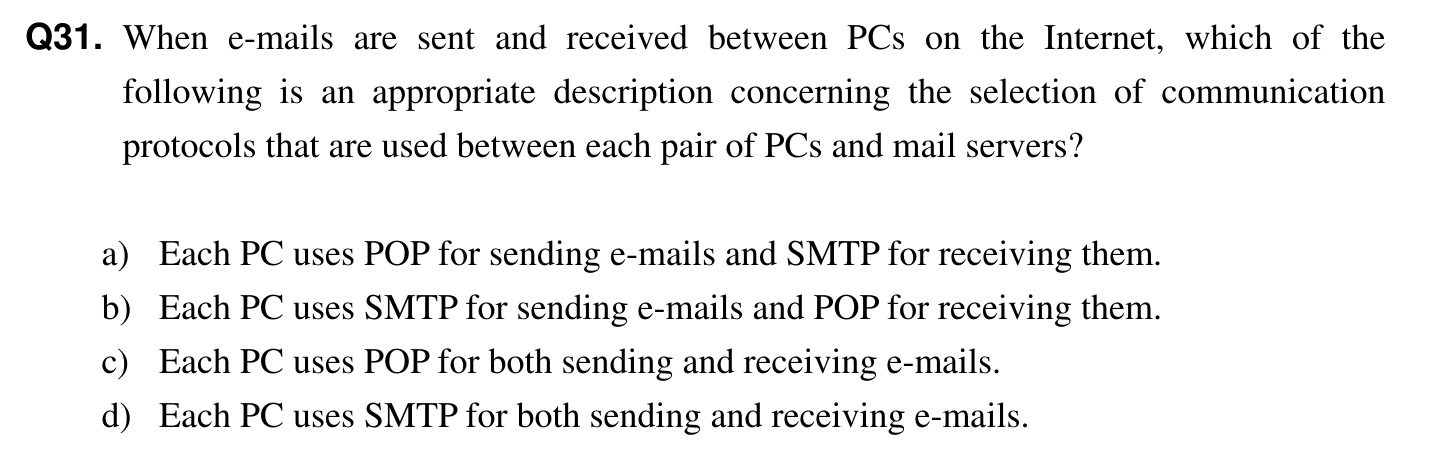 Q31. When e-mails are sent and received between PCs on the Internet, which of the
following is an appropriate description concerning the selection of communication
protocols that are used between each pair of PCs and mail servers?
a) Each PC uses POP for sending e-mails and SMTP for receiving them.
b) Each PC uses SMTP for sending e-mails and POP for receiving them.
c) Each PC uses POP for both sending and receiving e-mails.
d) Each PC uses SMTP for both sending and receiving e-mails.